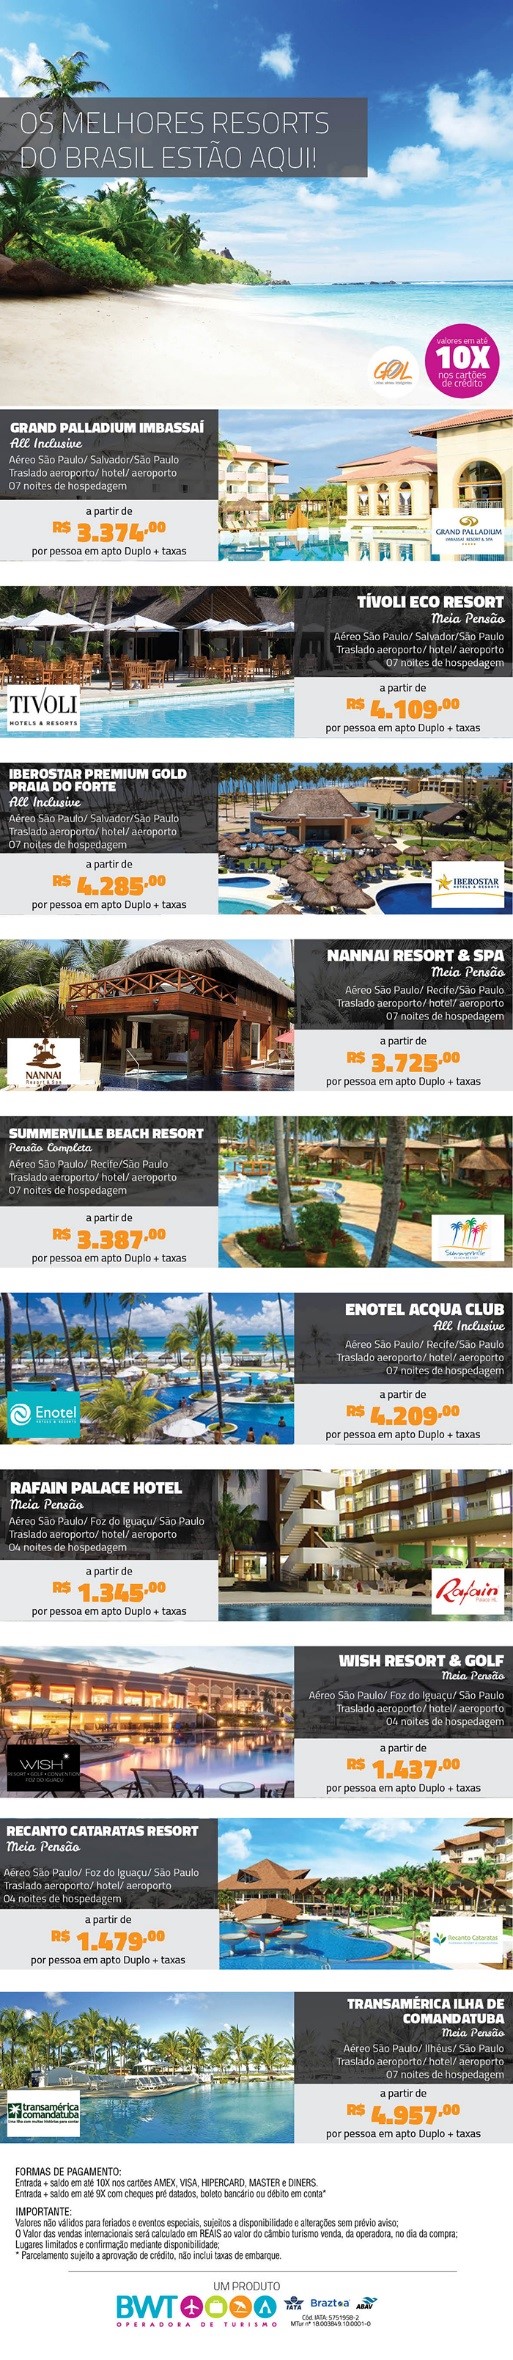 OS MELHORES RESORTS
DO BRASIL ESTÃO AQUI!
valores em até
10X
nos cartões
de crédito
GOL
Linhas aéreas inteligentes
GRAND PALLADIUM IMBASSAÍ
All Inclusive
Aéreo São Paulo/ Salvador/São Paulo
Traslado aeroporto/ hotel/ aeroporto
07 noites de hospedagem
a partir de
R$ 3.374,00
por pessoa em apto Duplo + taxas
GRAND PALLADIUM
IMBASSAÍ RESORT & SPA
TÍVOLI ECO RESORT
Meia Pensão
Aéreo São Paulo/ Salvador/São Paulo
Traslado aeroporto/ hotel/ aeroporto
07 noites de hospedagem
a partir de
R$ 4.109,00
por pessoa em apto Duplo + taxas
TIVOLI
HOTELS & RESORTS
IBEROSTAR PREMIUM GOLD
PRAIA DO FORTE
All Inclusive
Aéreo São Paulo/ Salvador/São Paulo
Traslado aeroporto/ hotel/ aeroporto
07 noites de hospedagem
a partir de
R$ 4.285,00
por pessoa em apto Duplo + taxas
IBEROSTAR
HOTELS & RESORTS
NANNAI RESORT & SPA
Meia Pensão
Aéreo São Paulo/ Recife/São Paulo
Traslado aeroporto/ hotel/ aeroporto
07 noites de hospedagem
a partir de
R$ 3.725,00
por pessoa em apto Duplo + taxas
NANNAI
Resort & Spa
SUMMERVILLE BEACH RESORT
Pensão Completa
Aéreo São Paulo/ Recife/São Paulo
Traslado aeroporto/ hotel/ aeroporto
07 noites de hospedagem
a partir de
R$ 3.387,00
por pessoa em apto Duplo + taxas
Summerville
ENOTEL ACQUA CLUB
All Inclusive
Aéreo São Paulo/ Recife/São Paulo
Traslado aeroporto/ hotel/ aeroporto
07 noites de hospedagem
a partir de
R$ 4.209,00
por pessoa em apto Duplo + taxas
Enotel
HOTELS & RESORTS
RAFAIN PALACE HOTEL
Meia Pensão
Aéreo São Paulo/ Foz do Iguaçu/ São Paulo
Traslado aeroporto/ hotel/ aeroporto
04 noites de hospedagem
a partir de
R$ 1.345,00
por pessoa em apto Duplo + taxas
Rafain
WISH RESORT & GOLF
Meia Pensão
Aéreo São Paulo/ Foz do Iguaçu/ São Paulo
Traslado aeroporto/ hotel/ aeroporto
04 noites de hospedagem
a partir de
R$ 1.437,00
por pessoa em apto Duplo + taxas
WISH
RESORT • GOLF • CONVENTION
FOZ DO IGUAÇU
RECANTO CATARATAS RESORT
Meia Pensão
Aéreo São Paulo/ Foz do Iguaçu/ São Paulo
Traslado aeroporto/ hotel/ aeroporto
04 noites de hospedagem
a partir de
R$ 1.479,00
por pessoa em apto Duplo + taxas
Recanto Cataratas
TRANSAMÉRICA ILHA DE
COMANDATUBA
Meia Pensão
Aéreo São Paulo/ Ilhéus/ São Paulo
Traslado aeroporto/ hotel/ aeroporto
07 noites de hospedagem
a partir de
R$ 4.957,00
por pessoa em apto Duplo + taxas
transamérica
comandatuba
Uma ilha com muitas histórias para contar
FORMAS DE PAGAMENTO:
Entrada + saldo em até 10X nos cartões AMEX, VISA, HIPERCARD, MASTER e DINERS.
Entrada + saldo em até 9X com cheques pré datados, boleto bancário ou débito em conta*
IMPORTANTE:
Valores não válidos para feriados e eventos especiais, sujeitos a disponibilidade e alterações sem prévio aviso;
O Valor das vendas internacionais será calculado em REAIS ao valor do câmbio turismo venda, da operadora, no dia da compra;
Lugares limitados e confirmação mediante disponibilidade;
* Parcelamento sujeito a aprovação de crédito, não inclui taxas de embarque.
UM PRODUTO
BWT
OPERADORA DE TURISMO
IATA Braztoa ABAV
Cód. IATA: 5751958-2
MTur nº 18.003849.10.0001-0